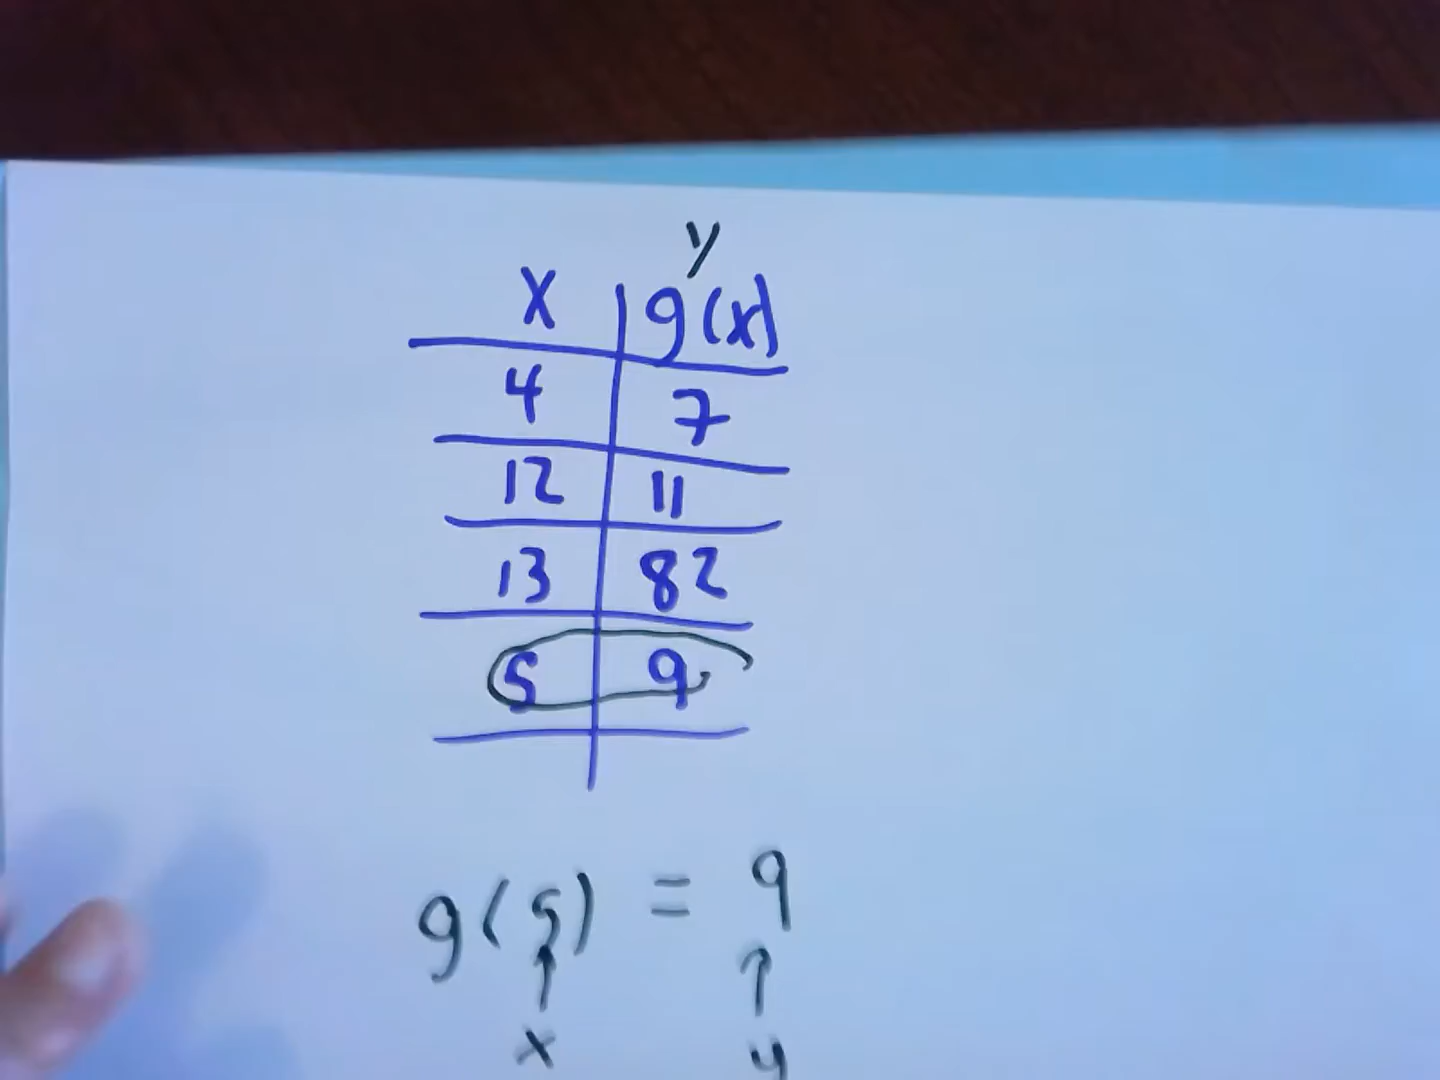 y
x g(x)
4 7
12 11
13 82
5 9
g(5) = 9
↑ ↑
x y